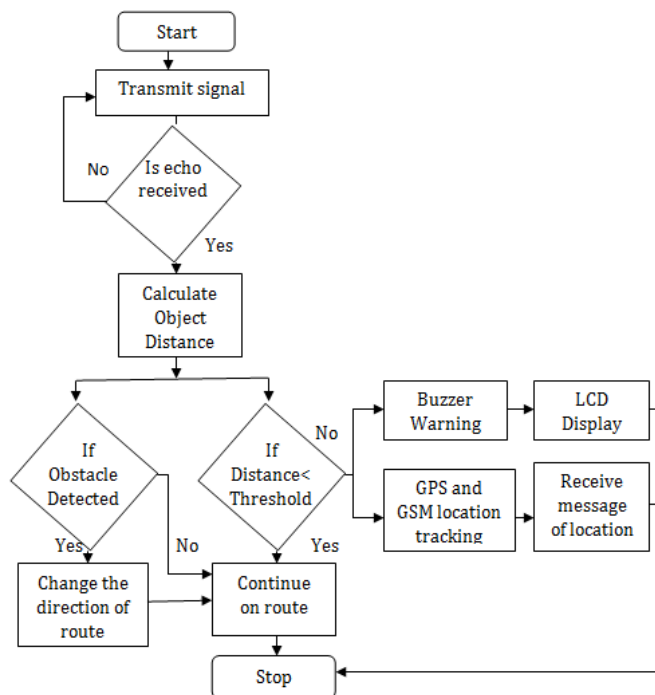 Start
Transmit signal
No
Is echo
received
Yes
Calculate
Object
Distance
Buzzer
Warning
LCD
Display
No
If
Obstacle
Detected
If
Distance<
Threshold
GPS and
GSM location
tracking
Receive
message
of location
Yes
No
Yes
Change the
direction of
route
Continue
on route
Stop